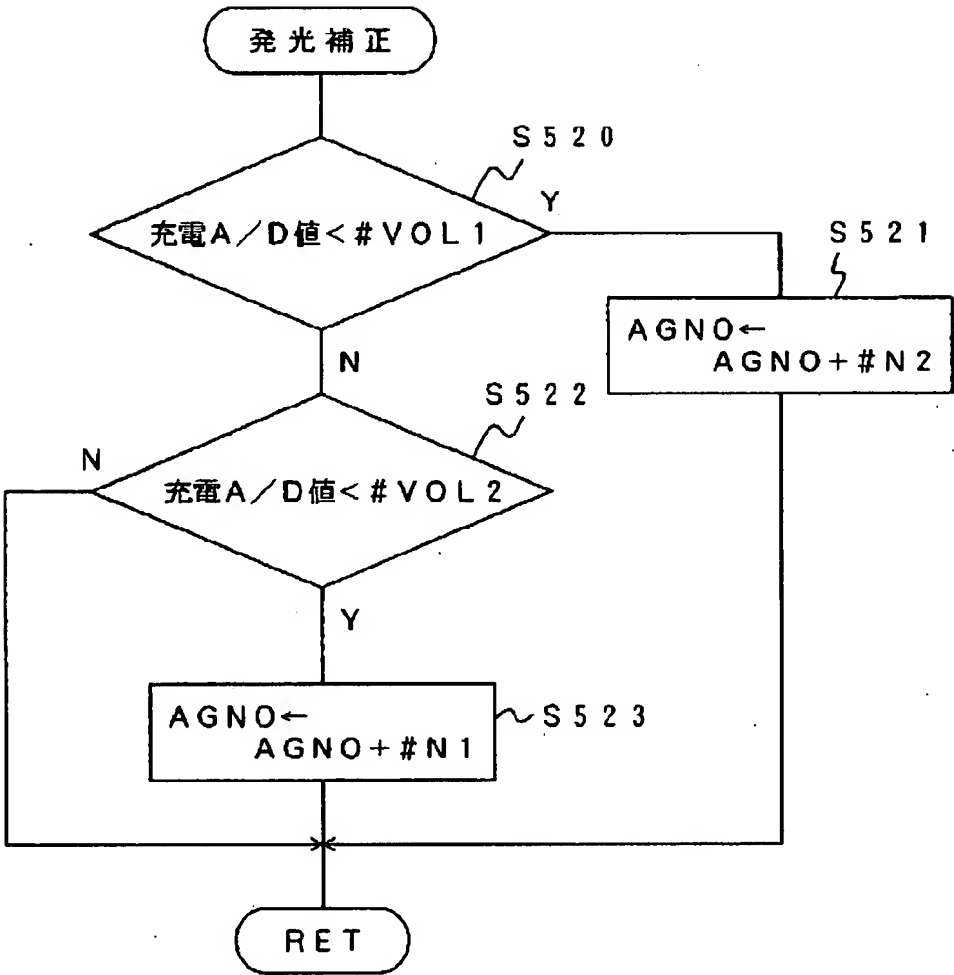 発光補正
S520
充電A／D値<#VOL1
Y
S521
AGNO←
AGNO+#N2
N
S522
充電A／D値<#VOL2
N
Y
AGNO←
AGNO+#N1
S523
RET